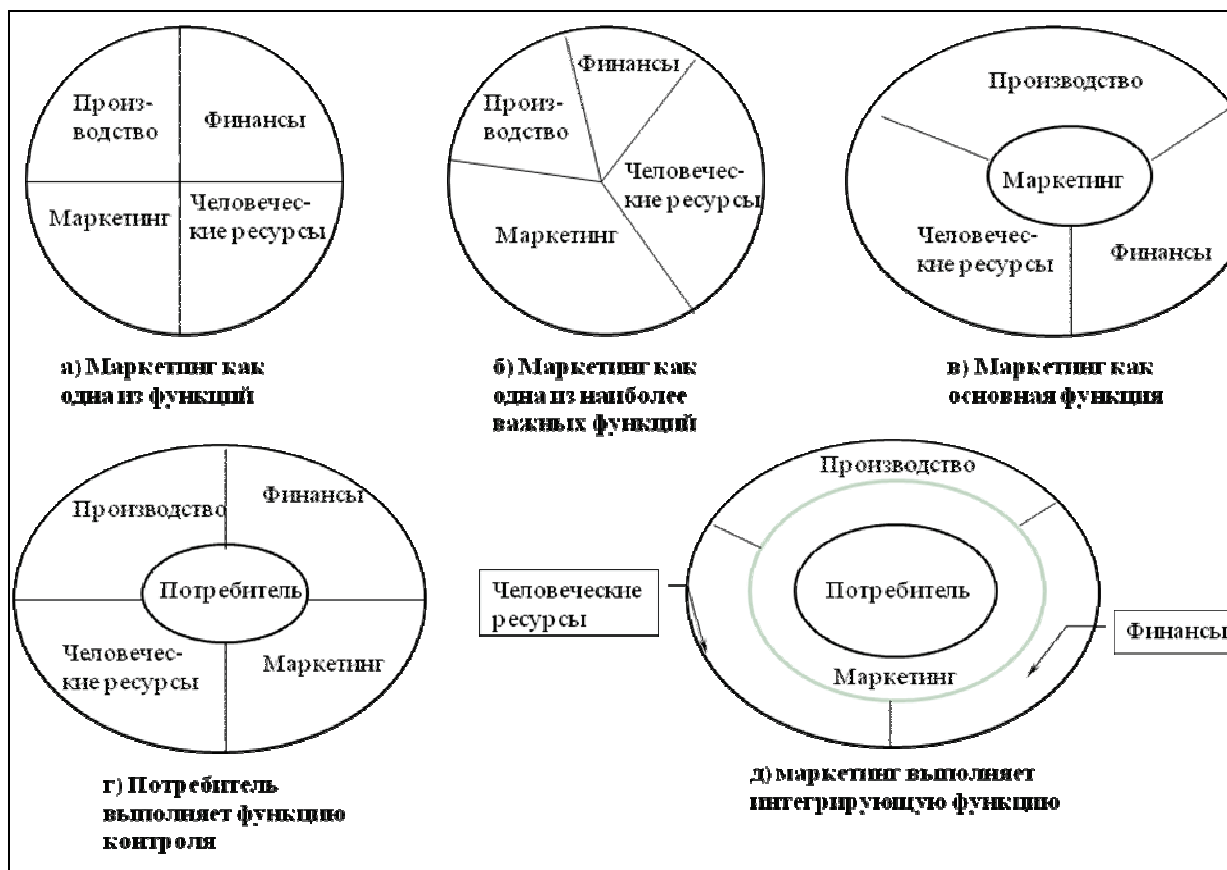 Произ-
водство
Финансы
Маркетинг
Человечес-
кие ресурсы
а) Маркетинг как
одна из функций
Финансы
Произ-
водство
Человечес-
кие ресурсы
Маркетинг
б) Маркетинг как
одна из наиболее
важных функций
Производство
Маркетинг
Человечес-
кие ресурсы
Финансы
в) Маркетинг как
основная функция
Производство
Финансы
Потребитель
Человечес-
кие ресурсы
Маркетинг
г) Потребитель
выполняет функцию
контроля
Производство
Человеческие
ресурсы
Потребитель
Финансы
Маркетинг
д) маркетинг выполняет
интегрирующую функцию